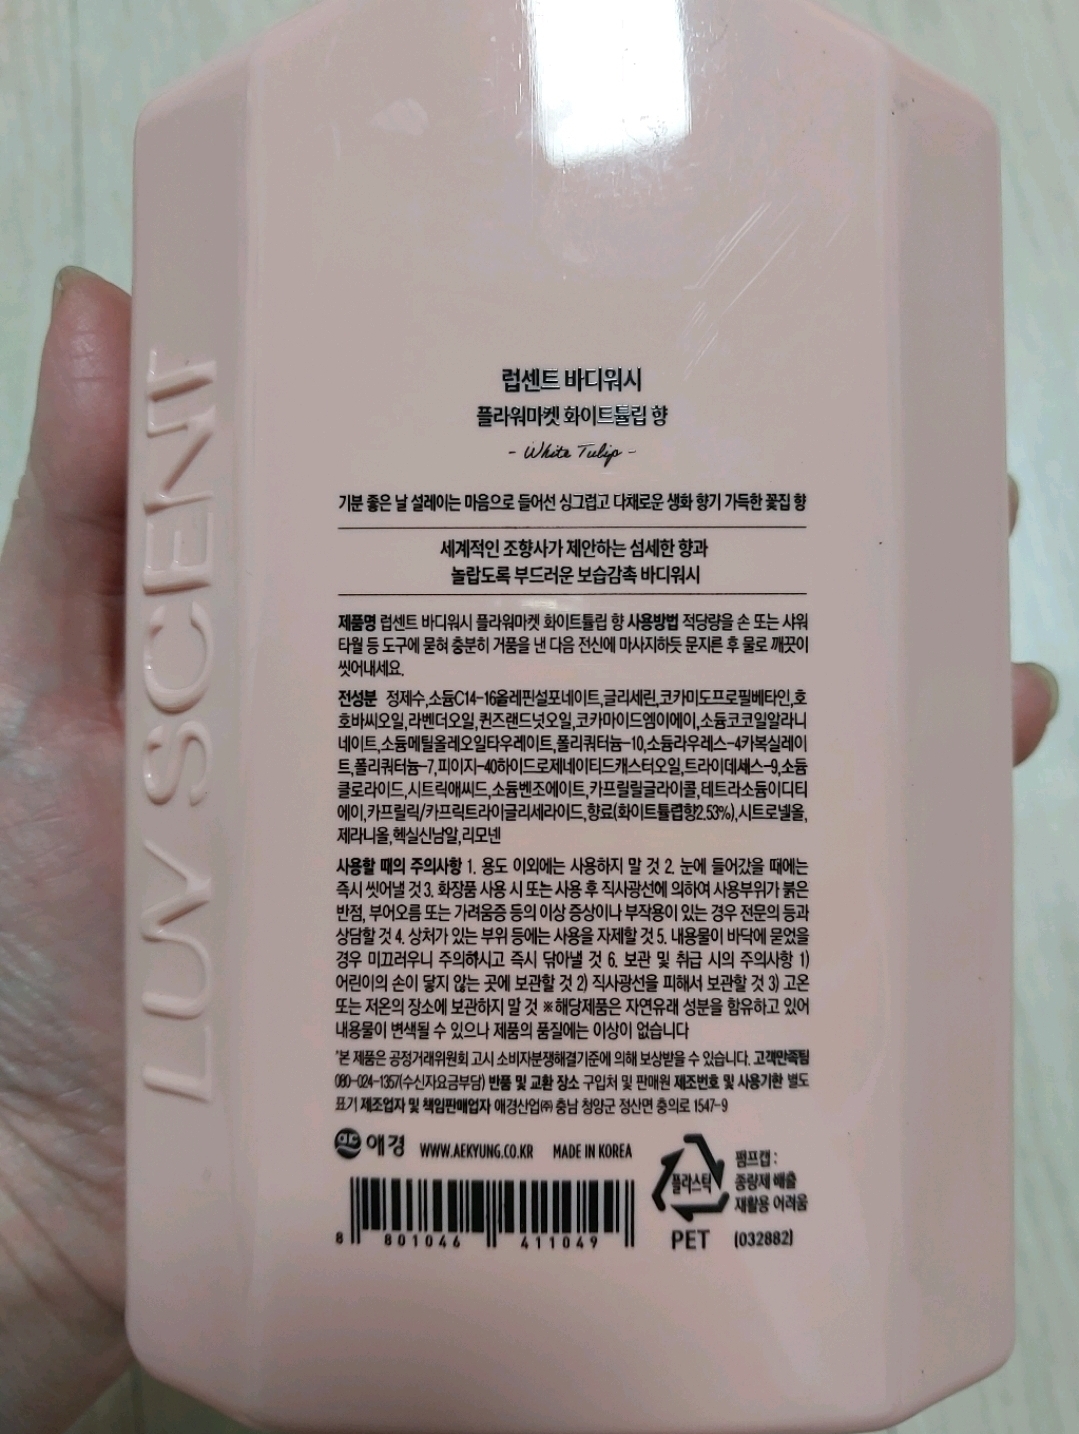 LUV SCENT
럽센트 바디워시
플라워마켓 화이트튤립 향
- White Tulip -
기분 좋은 날 설레이는 마음으로 들어선 싱그럽고 다채로운 생화 향기 가득한 꽃집 향
세계적인 조향사가 제안하는 섬세한 향과
놀랍도록 부드러운 보습감촉 바디워시
제품명 럽센트 바디워시 플라워마켓 화이트튤립 향 사용방법 적당량을 손 또는 샤워
타월 등 도구에 묻혀 충분히 거품을 낸 다음 전신에 마사지하듯 문지른 후 물로 깨끗이
씻어내세요.
전성분 정제수,소듐C14-16올레핀설포네이트,글리세린,코카미도프로필베타인,호
호바씨오일,라벤더오일,퀸즈랜드넛오일,코카마이드엠이에이,소듐코코일알라니
네이트,소듐메틸올레오일타우레이트,폴리쿼터늄-10,소듐라우레스-4카복실레이
트,폴리쿼터늄-7,피이지-40하이드로제네이티드캐스터오일,트라이데세스-9,소듐
클로라이드,시트릭애씨드,소듐벤조에이트,카프릴릴글라이콜,테트라소듐이디티
에이,카프릴릭/카프릭트라이글리세라이드,향료(화이트튤립향2.53%),시트로넬올,
제라니올,헥실신남알,리모넨
사용할 때의 주의사항 1. 용도 이외에는 사용하지 말 것 2. 눈에 들어갔을 때에는
즉시 씻어낼 것 3. 화장품 사용 시 또는 사용 후 직사광선에 의하여 사용부위가 붉은
반점, 부어오름 또는 가려움증 등의 이상 증상이나 부작용이 있는 경우 전문의 등과
상담할 것 4. 상처가 있는 부위 등에는 사용을 자제할 것 5. 내용물이 바닥에 묻었을
경우 미끄러우니 주의하시고 즉시 닦아낼 것 6. 보관 및 취급 시의 주의사항 1)
어린이의 손이 닿지 않는 곳에 보관할 것 2) 직사광선을 피해서 보관할 것 3) 고온
또는 저온의 장소에 보관하지 말 것 ※해당제품은 자연유래 성분을 함유하고 있어
내용물이 변색될 수 있으나 제품의 품질에는 이상이 없습니다
*본 제품은 공정거래위원회 고시 소비자분쟁해결기준에 의해 보상받을 수 있습니다. 고객만족팀
080-024-1357(수신자요금부담) 반품 및 교환 장소 구입처 및 판매원 제조번호 및 사용기한 별도
표기 제조업자 및 책임판매업자 애경산업㈜ 충남 청양군 정산면 충의로 1547-9
애경 WWW.AEKYUNG.CO.KR MADE IN KOREA
플라스틱
PET
펌프캡 :
종량제 배출
재활용 어려움
(032882)
8 801046 411049